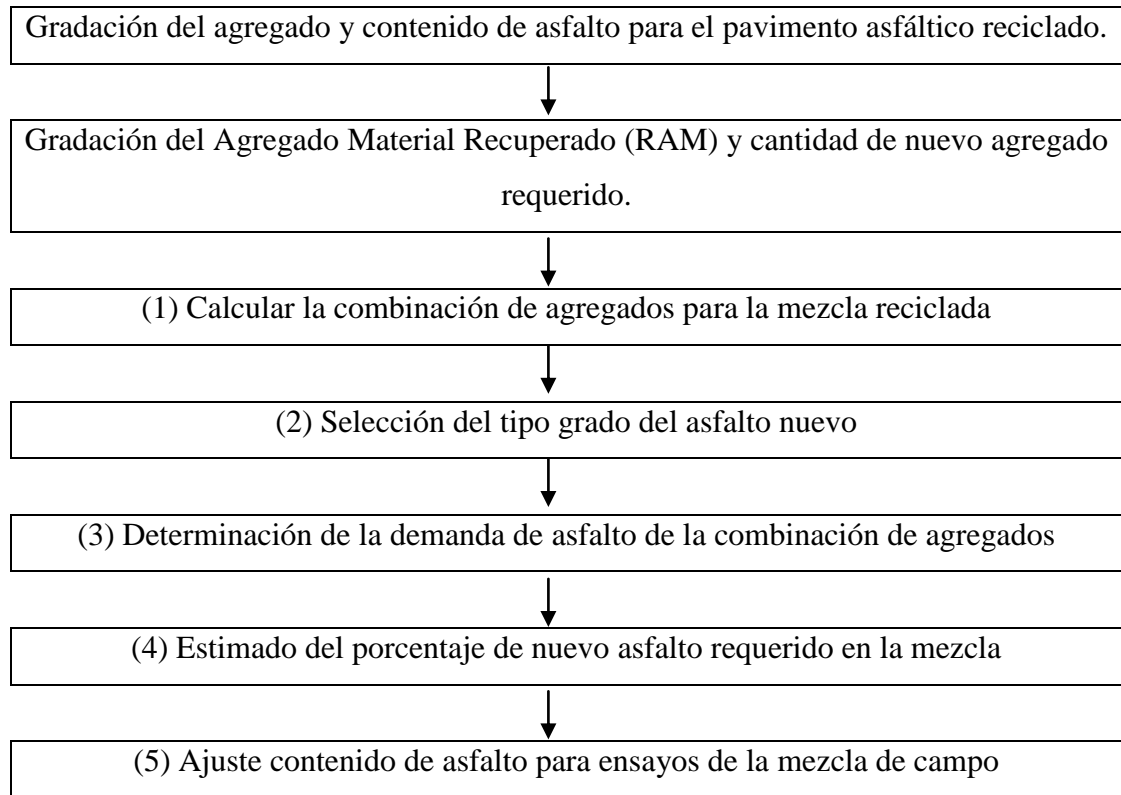 Gradación del agregado y contenido de asfalto para el pavimento asfáltico reciclado.
Gradación del Agregado Material Recuperado (RAM) y cantidad de nuevo agregado
requerido.
(1) Calcular la combinación de agregados para la mezcla reciclada
(2) Selección del tipo grado del asfalto nuevo
(3) Determinación de la demanda de asfalto de la combinación de agregados
(4) Estimado del porcentaje de nuevo asfalto requerido en la mezcla
(5) Ajuste contenido de asfalto para ensayos de la mezcla de campo